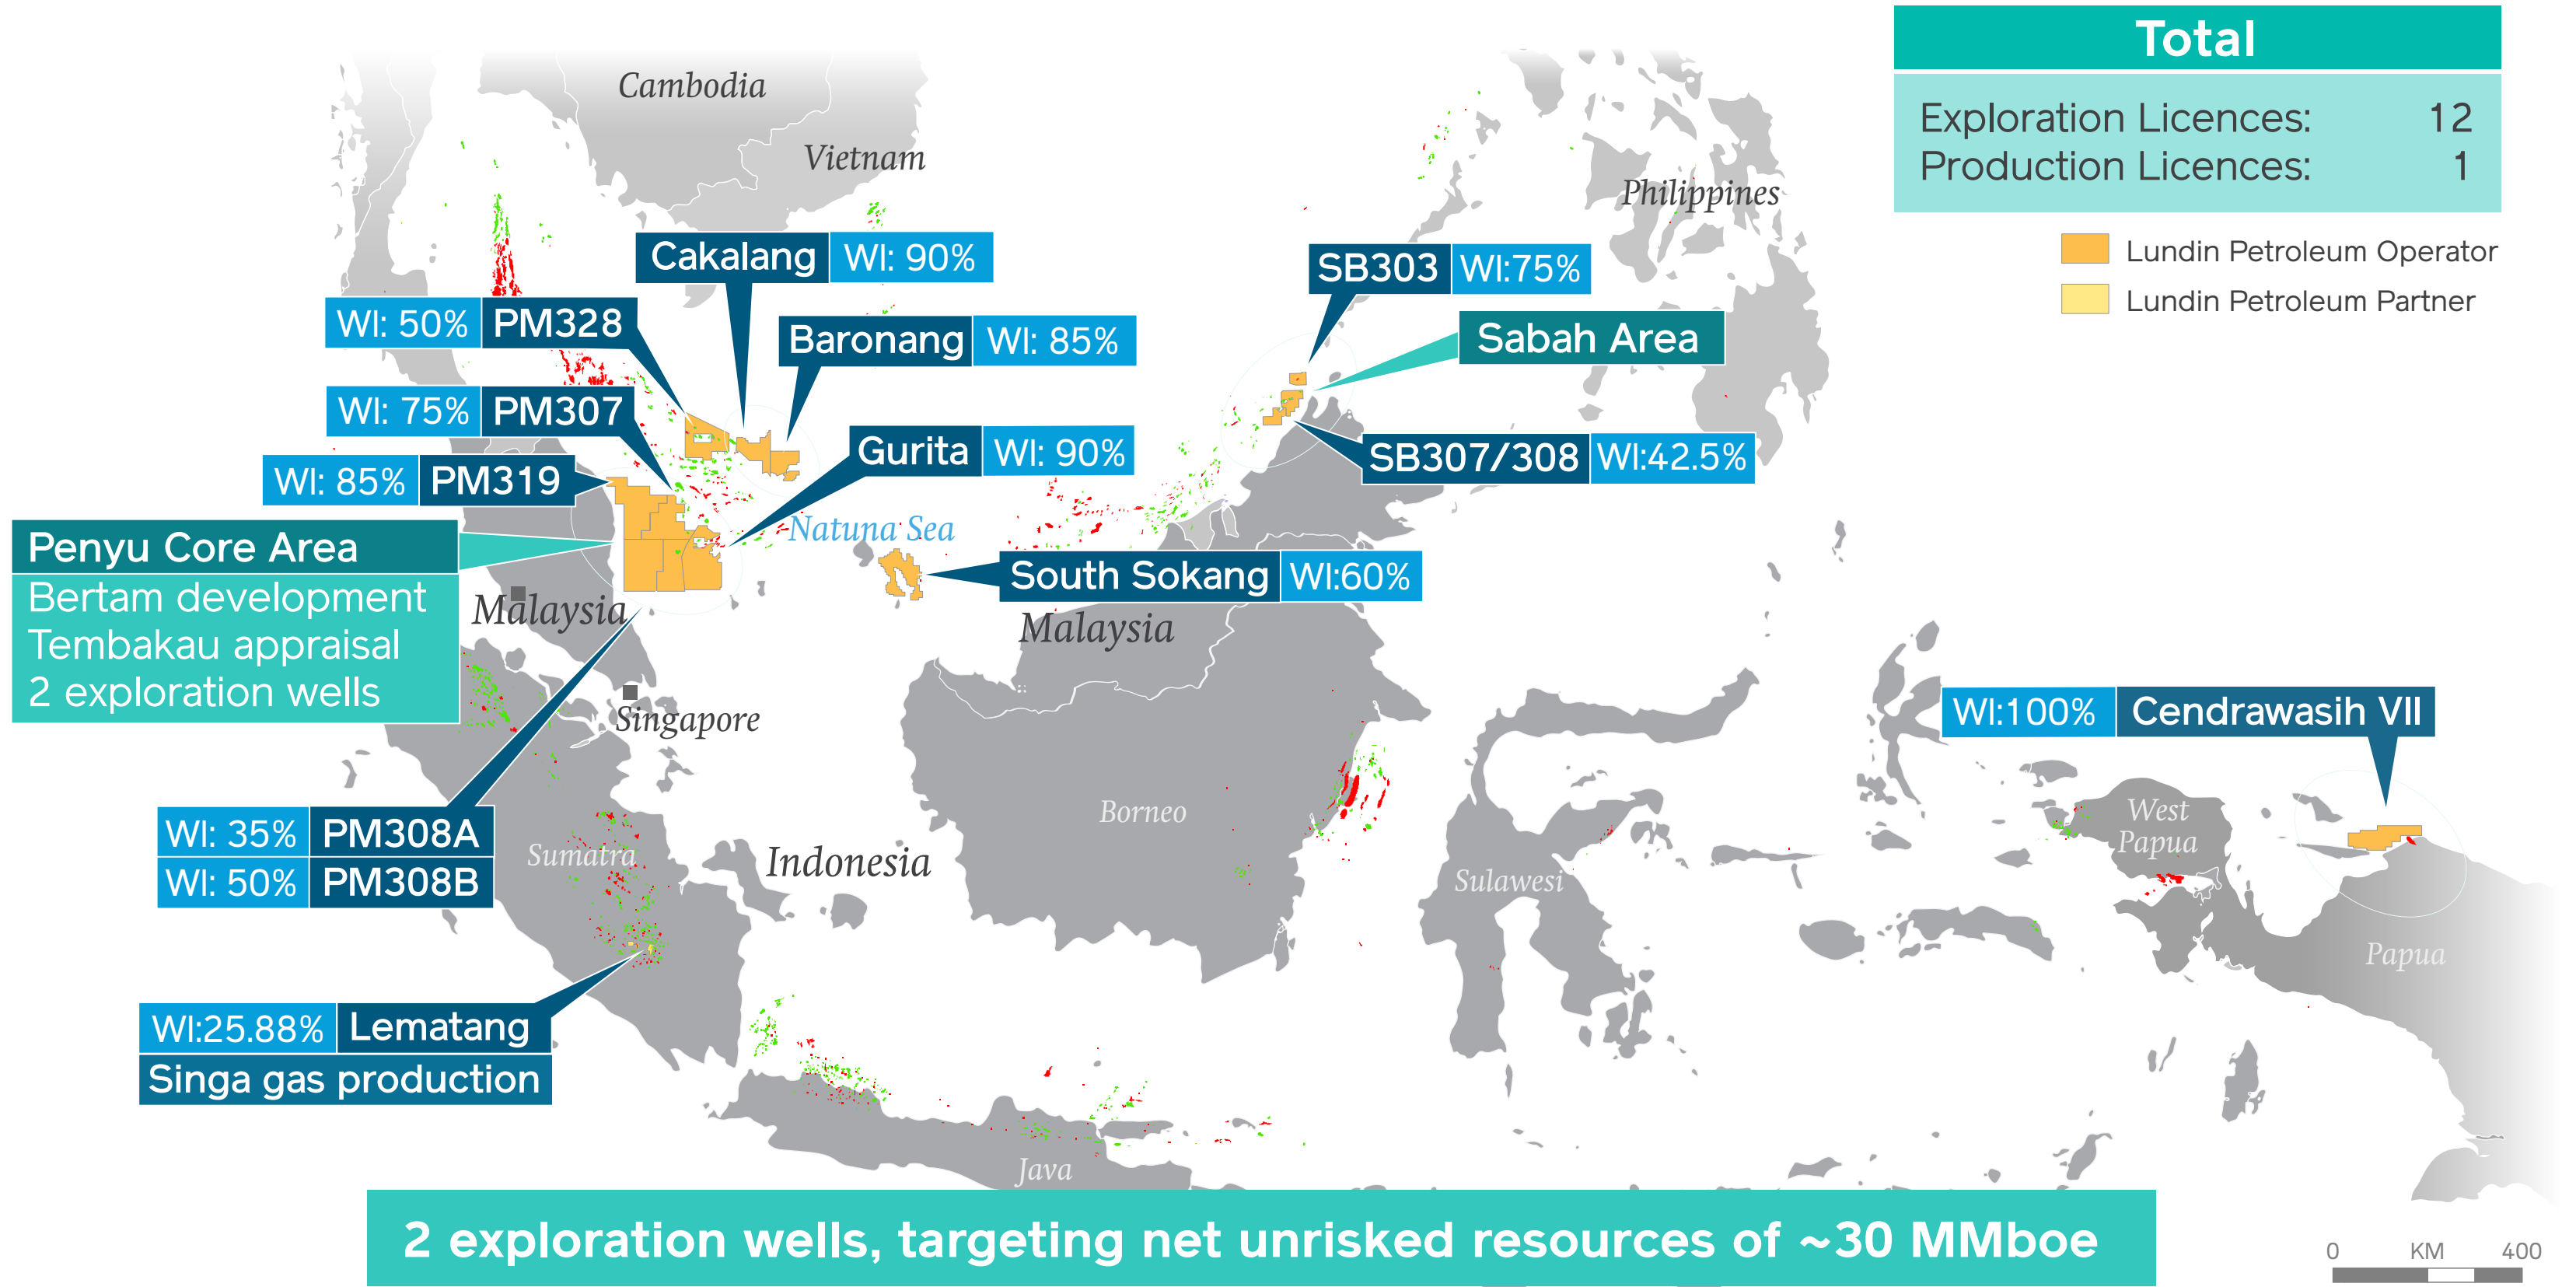 Total
Exploration Licences: 12
Production Licences: 1
Lundin Petroleum Operator
Lundin Petroleum Partner
Cambodia
Vietnam
Philippines
Cakalang WI: 90%
SB303 WI:75%
WI: 50% PM328
Baronang WI: 85%
Sabah Area
WI: 75% PM307
Gurita WI: 90%
SB307/308 WI:42.5%
WI: 85% PM319
Natuna Sea
Penyu Core Area
Bertam development
Tembakau appraisal
2 exploration wells
South Sokang WI:60%
Malaysia
Malaysia
Singapore
WI:100% Cendrawasih VII
WI: 35% PM308A
WI: 50% PM308B
Sumatra
Indonesia
Borneo
Sulawesi
West
Papua
Papua
WI:25.88% Lematang
Singa gas production
Java
2 exploration wells, targeting net unrisked resources of ~30 MMboe
0 KM 400